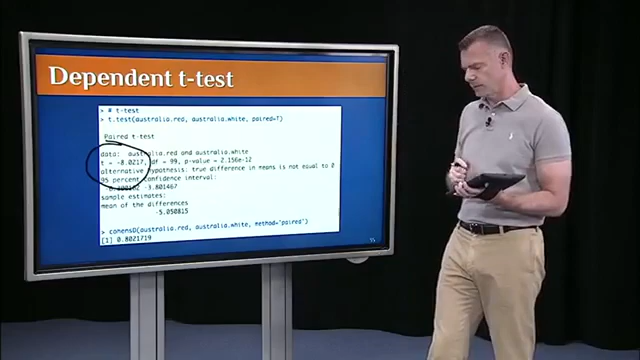 Dependent t-test
> # t-test
> t.test(australia.red, australia.white, paired=T)
Paired t-test
data: australia.red and australia.white
t = -8.0217, df = 99, p-value = 2.156e-12
alternative hypothesis: true difference in means is not equal to 0
95 percent confidence interval:
-3.801467
sample estimates:
mean of the differences
-5.050815
> cohensD(australia.red, australia.white, method="paired")
[1] 0.8021719
55